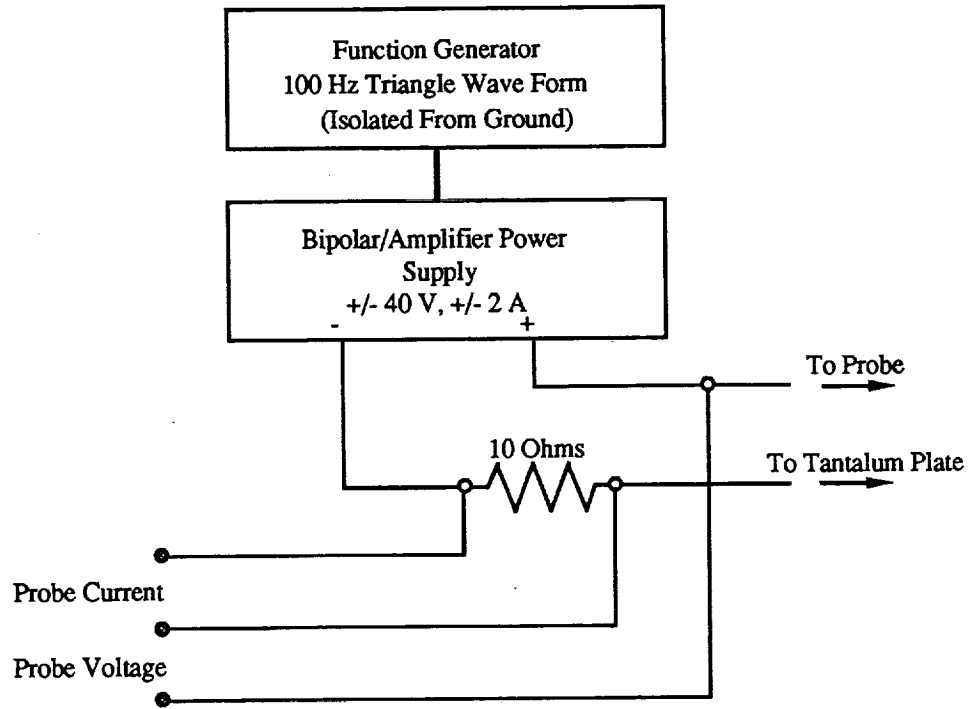 Function Generator
100 Hz Triangle Wave Form
(Isolated From Ground)
Bipolar/Amplifier Power
Supply
+/- 40 V, +/- 2 A
- +
To Probe
10 Ohms
To Tantalum Plate
Probe Current
Probe Voltage